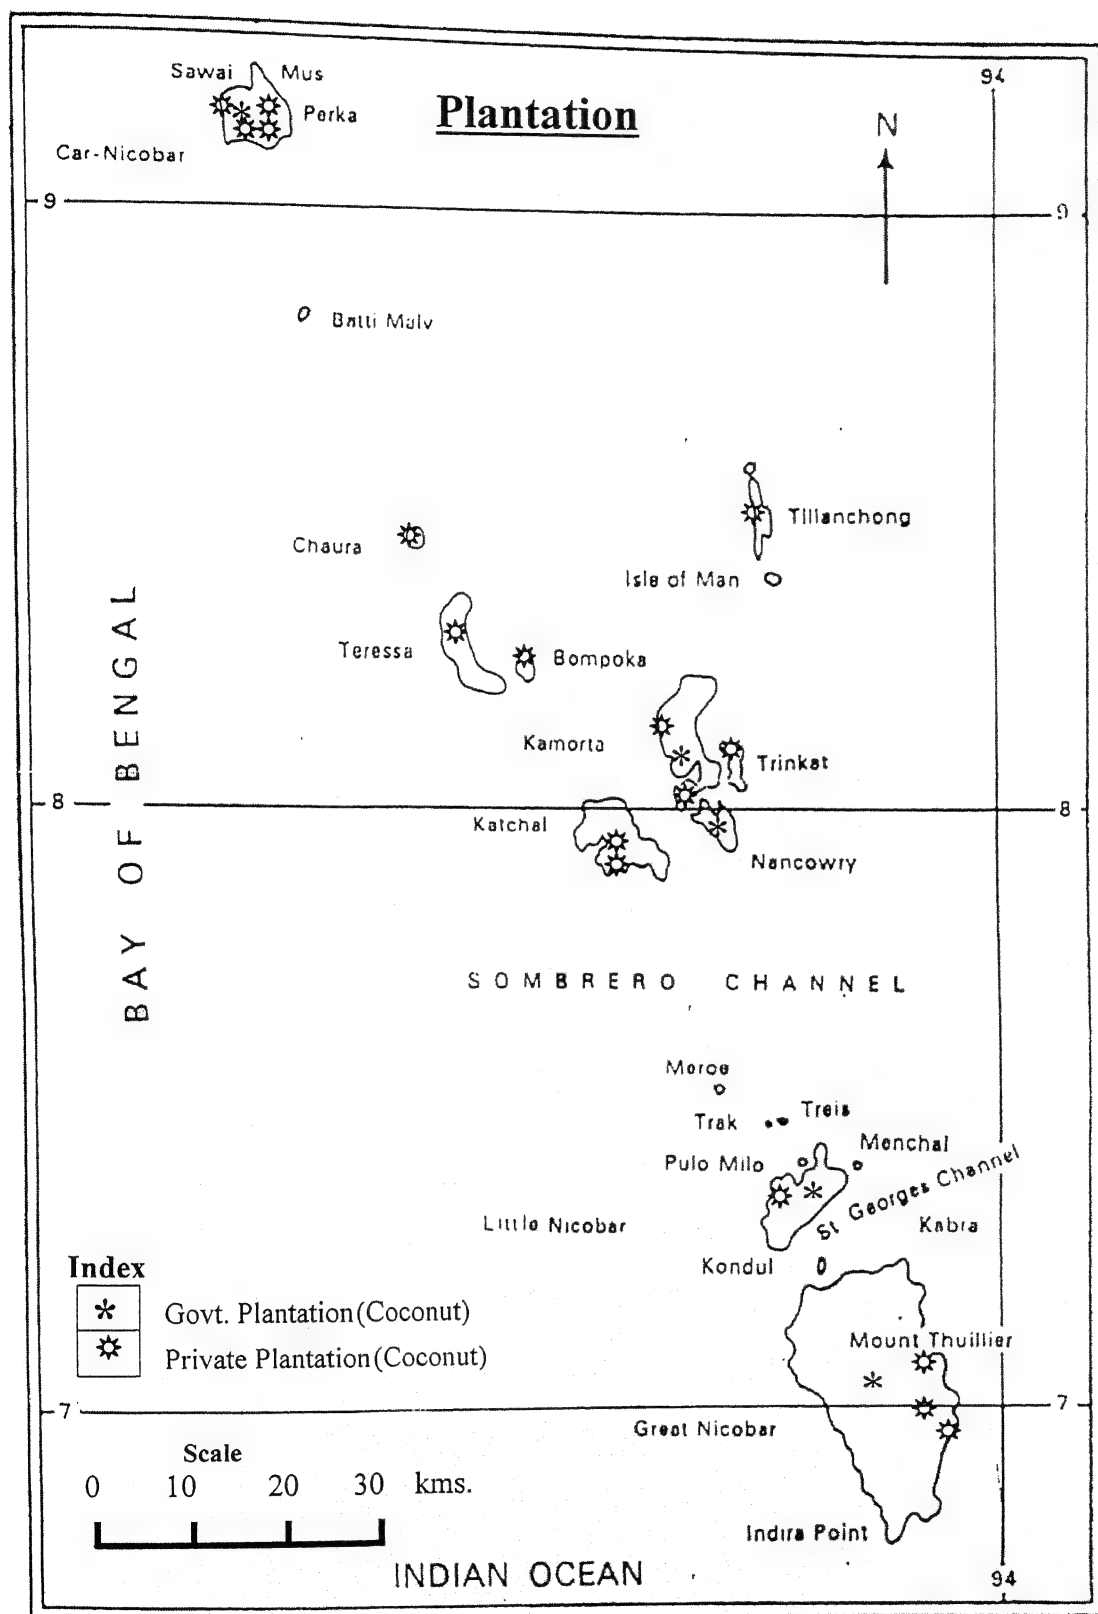 94
Sawai Mus
Plantation
Perka
N
Car-Nicobar
9 9
Batti Malv
Tillanchong
Chaura
Isle of Man
Teressa
Bompoka
Kamorta
Trinkat
8 8
Katchal
Nancowry
BAY OF BENGAL
SOMBRERO CHANNEL
Meroe
Trak Treis
Menchal
Pulo Milo
St Georges Channel
Little Nicobar
Kabra
Kondul
Index
Govt. Plantation(Coconut)
Mount Thuillier
Private Plantation(Coconut)
7 7
Great Nicobar
Scale
0 10 20 30 kms.
Indira Point
INDIAN OCEAN
94